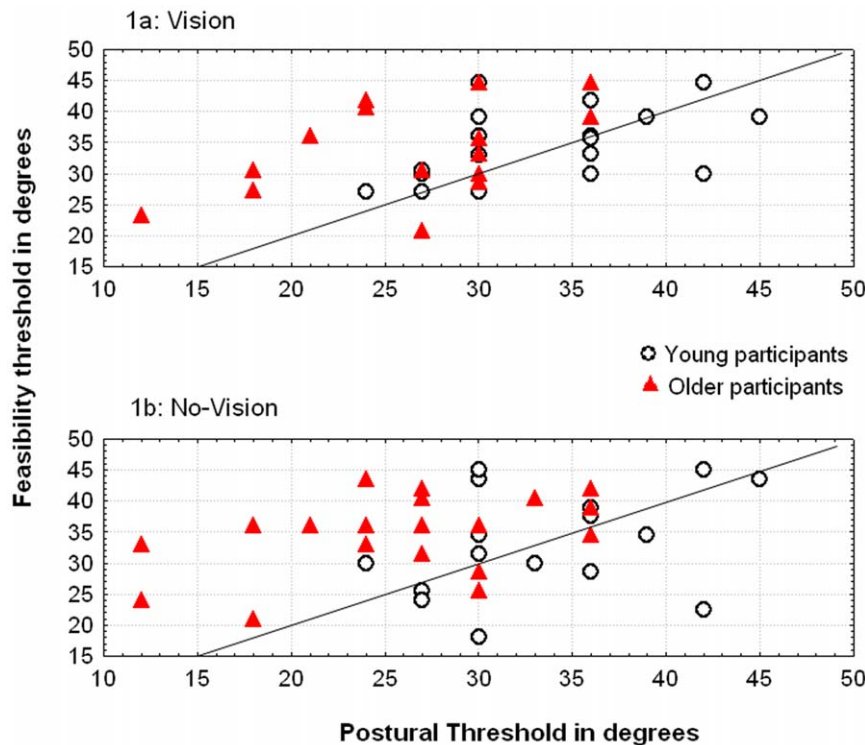 1a: Vision
50
45
40
35
30
25
20
15
10 15 20 25 30 35 40 45 50
Feasibility threshold in degrees
Young participants
Older participants
1b: No-Vision
50
45
40
35
30
25
20
15
10 15 20 25 30 35 40 45 50
Postural Threshold in degrees